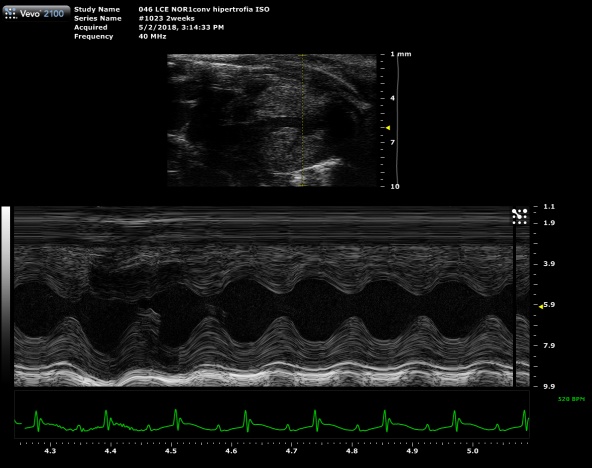 Vevo 2100
Study Name 046 LCE NOR1conv hipertrofia ISO
Series Name #1023 2weeks
Acquired 5/2/2018, 3:14:33 PM
Frequency 40 MHz
1 mm
4
7
10
1.1
1.9
3.9
5.9
7.9
9.9
520 BPM
4.3 4.4 4.5 4.6 4.7 4.8 4.9 5.0